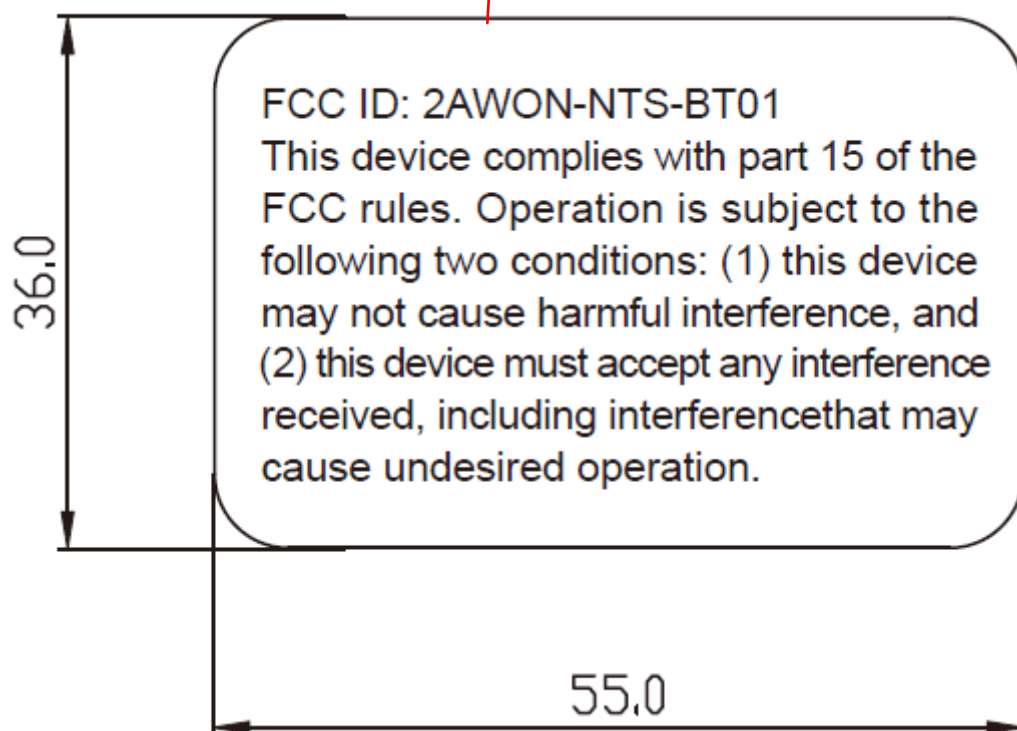 FCC ID: 2AWON-NTS-BT01
This device complies with part 15 of the
FCC rules. Operation is subject to the
following two conditions: (1) this device
may not cause harmful interference, and
(2) this device must accept any interference
received, including interferencethat may
cause undesired operation.
36.0
55.0